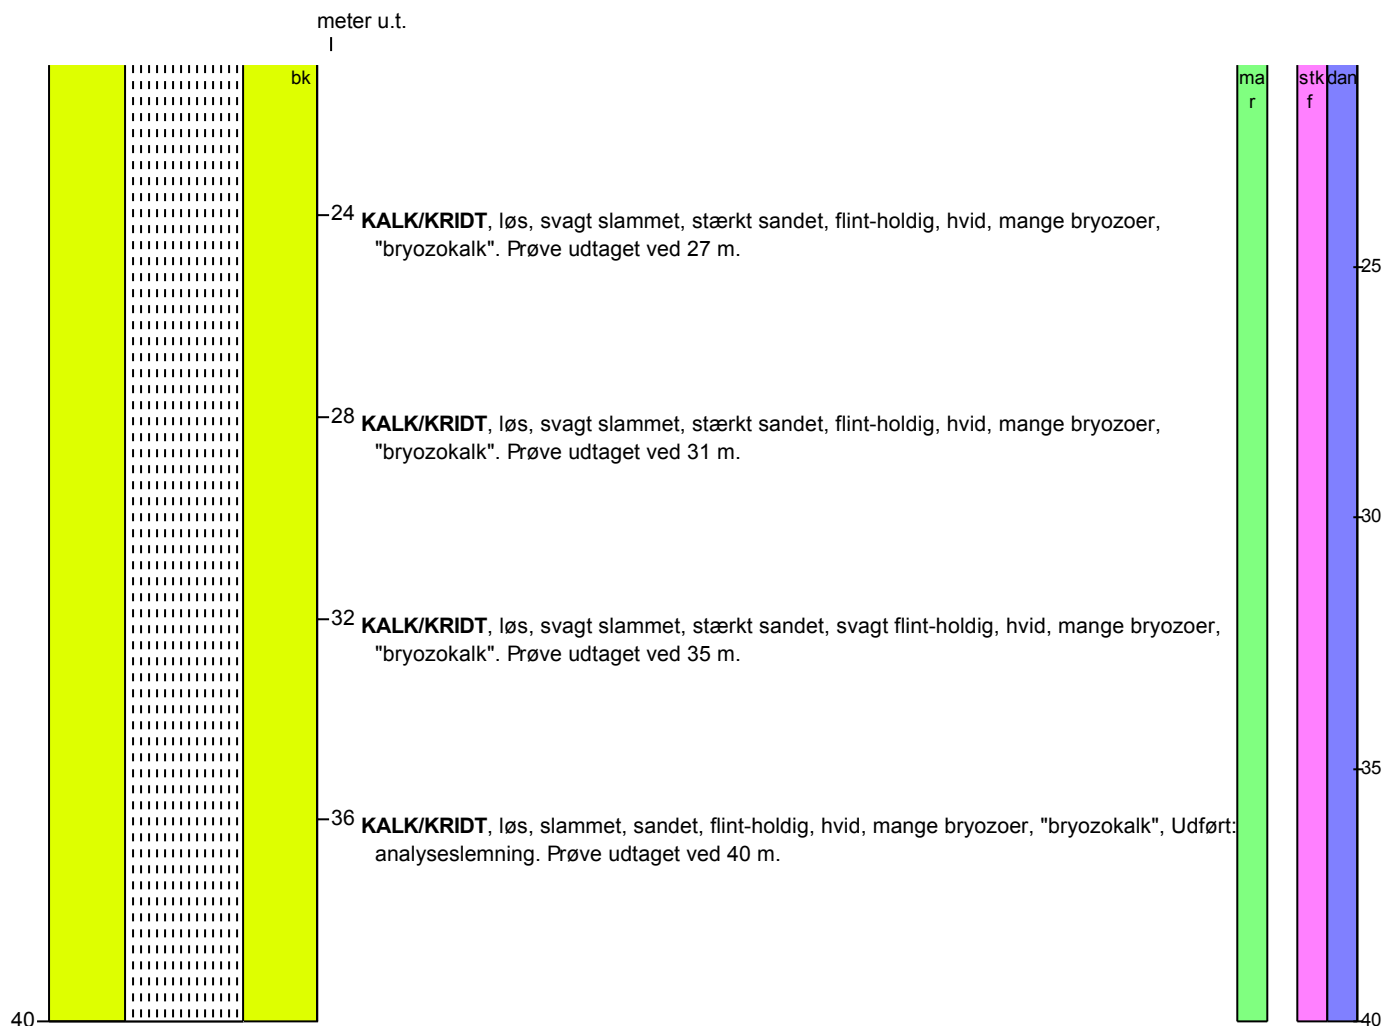 meter u.t.
bk
ma
r
stk
f
dan
24 KALK/KRIDT, løs, svagt slammet, stærkt sandet, flint-holdig, hvid, mange bryozoer,
"bryozokalk". Prøve udtaget ved 27 m.
25
28 KALK/KRIDT, løs, svagt slammet, stærkt sandet, flint-holdig, hvid, mange bryozoer,
"bryozokalk". Prøve udtaget ved 31 m.
30
32 KALK/KRIDT, løs, svagt slammet, stærkt sandet, svagt flint-holdig, hvid, mange bryozoer,
"bryozokalk". Prøve udtaget ved 35 m.
35
36 KALK/KRIDT, løs, slammet, sandet, flint-holdig, hvid, mange bryozoer, "bryozokalk", Udført:
analyseslemning. Prøve udtaget ved 40 m.
40
40